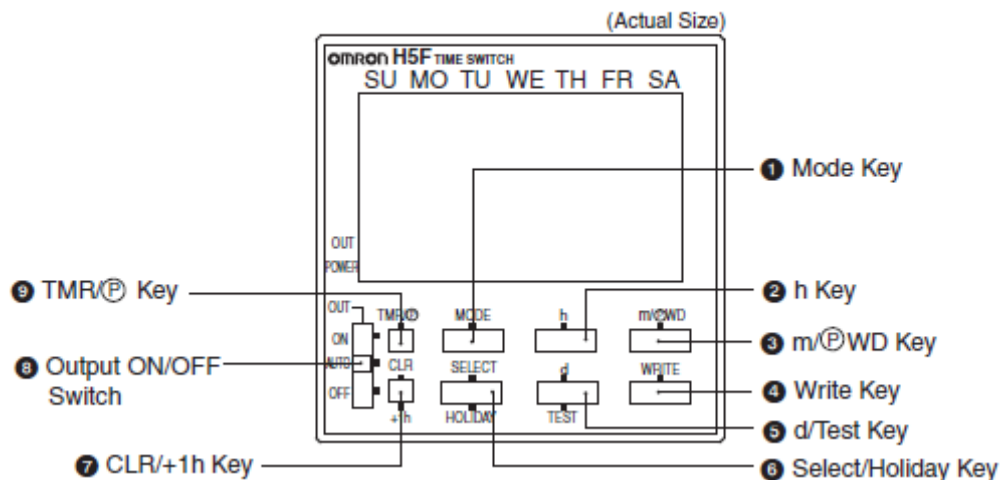 (Actual Size)
OMRON H5F TIME SWITCH
SU MO TU WE TH FR SA
❶ Mode Key
OUT
POWER
❾ TMR/Ⓟ Key
❷ h Key
OUT
TMR/Ⓟ MODE h m/ⓅWD
ON
❸ m/ⓅWD Key
❽ Output ON/OFF
Switch
AUTO CLR SELECT d WRITE
❹ Write Key
OFF
+1h HOLIDAY TEST
❺ d/Test Key
❼ CLR/+1h Key
❻ Select/Holiday Key